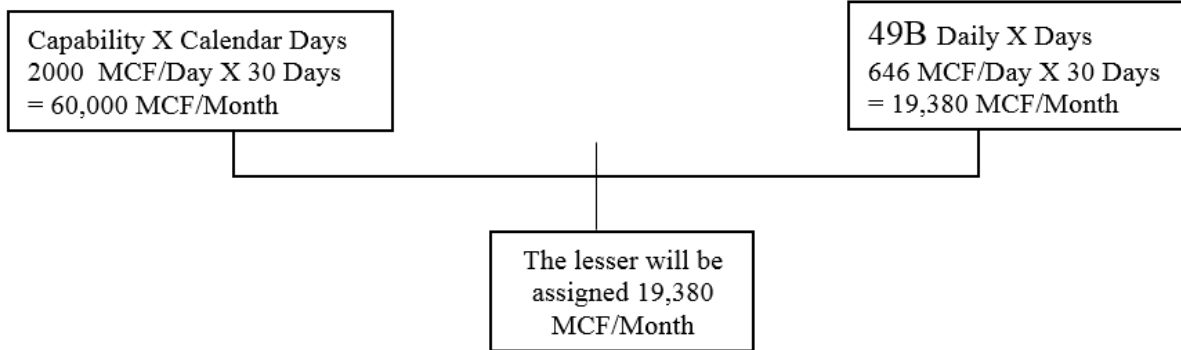 Capability X Calendar Days
2000 MCF/Day X 30 Days
= 60,000 MCF/Month
49B Daily X Days
646 MCF/Day X 30 Days
= 19,380 MCF/Month
The lesser will be
assigned 19,380
MCF/Month